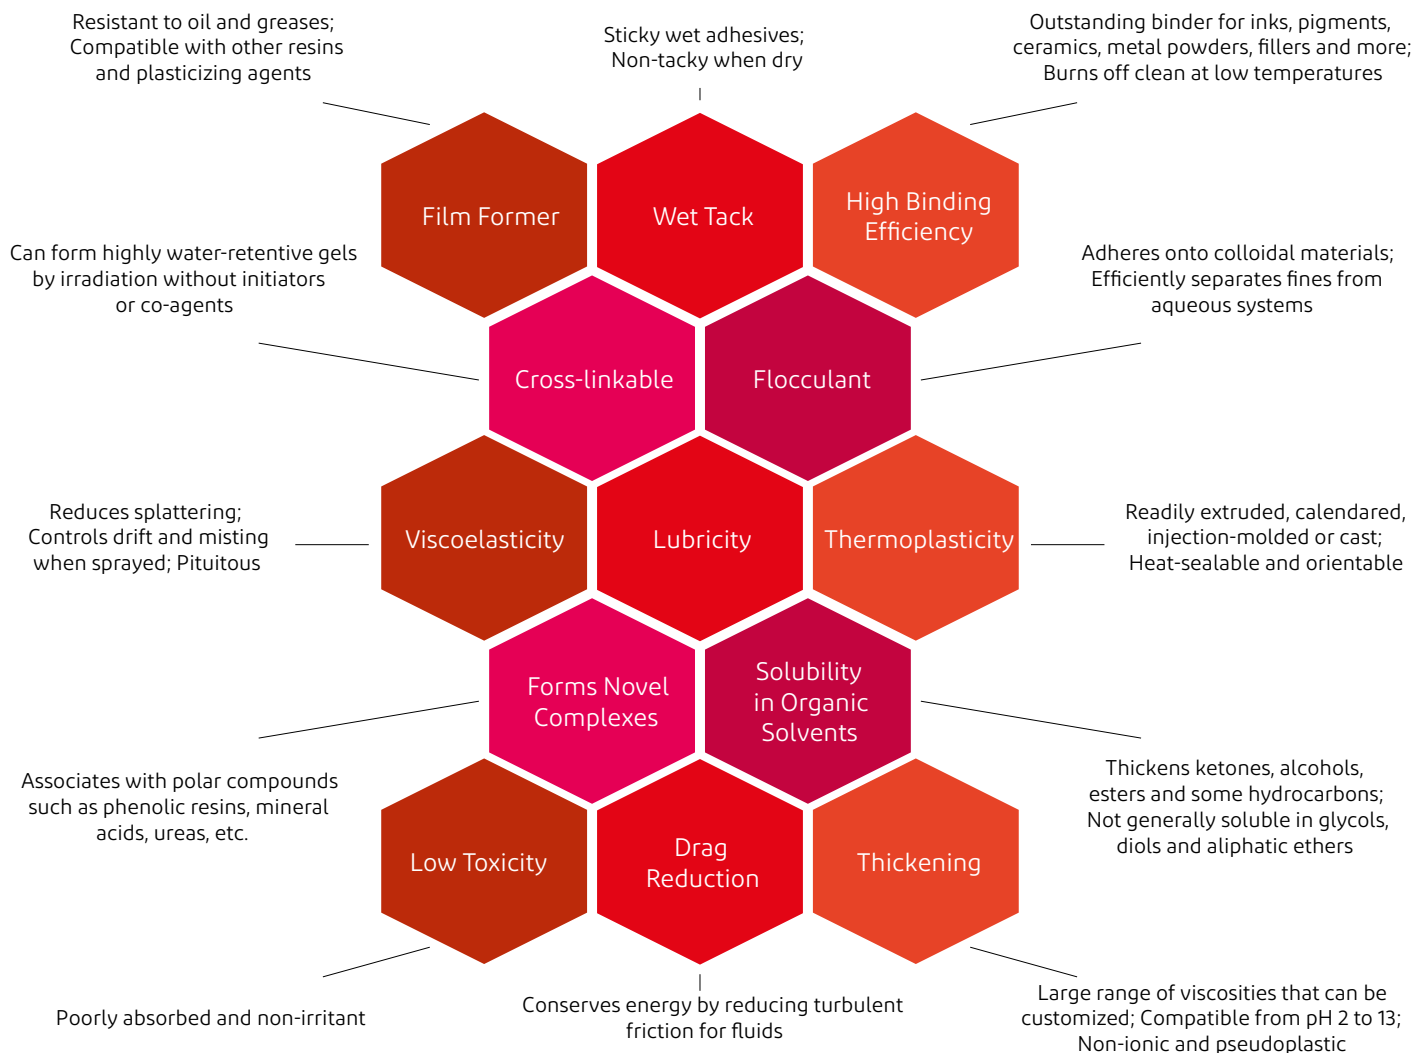 Resistant to oil and greases;
Compatible with other resins
and plasticizing agents
Sticky wet adhesives;
Non-tacky when dry
Outstanding binder for inks, pigments,
ceramics, metal powders, fillers and more;
Burns off clean at low temperatures
Film Former
Wet Tack
High Binding
Efficiency
Can form highly water-retentive gels
by irradiation without initiators
or co-agents
Adheres onto colloidal materials;
Efficiently separates fines from
aqueous systems
Cross-linkable
Flocculant
Reduces splattering;
Controls drift and misting
when sprayed; Pituitous
Viscoelasticity
Lubricity
Thermoplasticity
Readily extruded, calendared,
injection-molded or cast;
Heat-sealable and orientable
Forms Novel
Complexes
Solubility
in Organic
Solvents
Associates with polar compounds
such as phenolic resins, mineral
acids, ureas, etc.
Thickens ketones, alcohols,
esters and some hydrocarbons;
Not generally soluble in glycols,
diols and aliphatic ethers
Low Toxicity
Drag
Reduction
Thickening
Poorly absorbed and non-irritant
Conserves energy by reducing turbulent
friction for fluids
Large range of viscosities that can be
customized; Compatible from pH 2 to 13;
Non-ionic and pseudoplastic